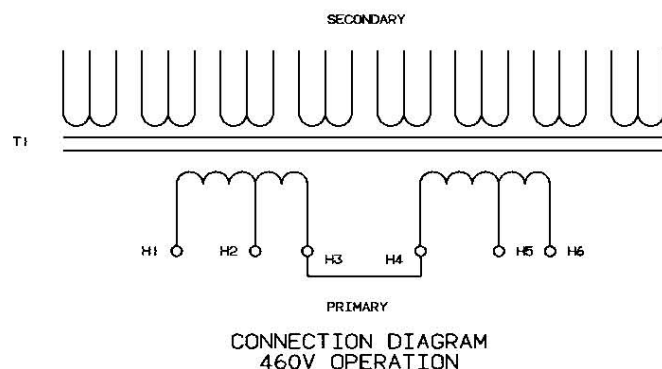 SECONDARY
T1
H1 H2 H3 H4 H5 H6
PRIMARY
CONNECTION DIAGRAM
460V OPERATION